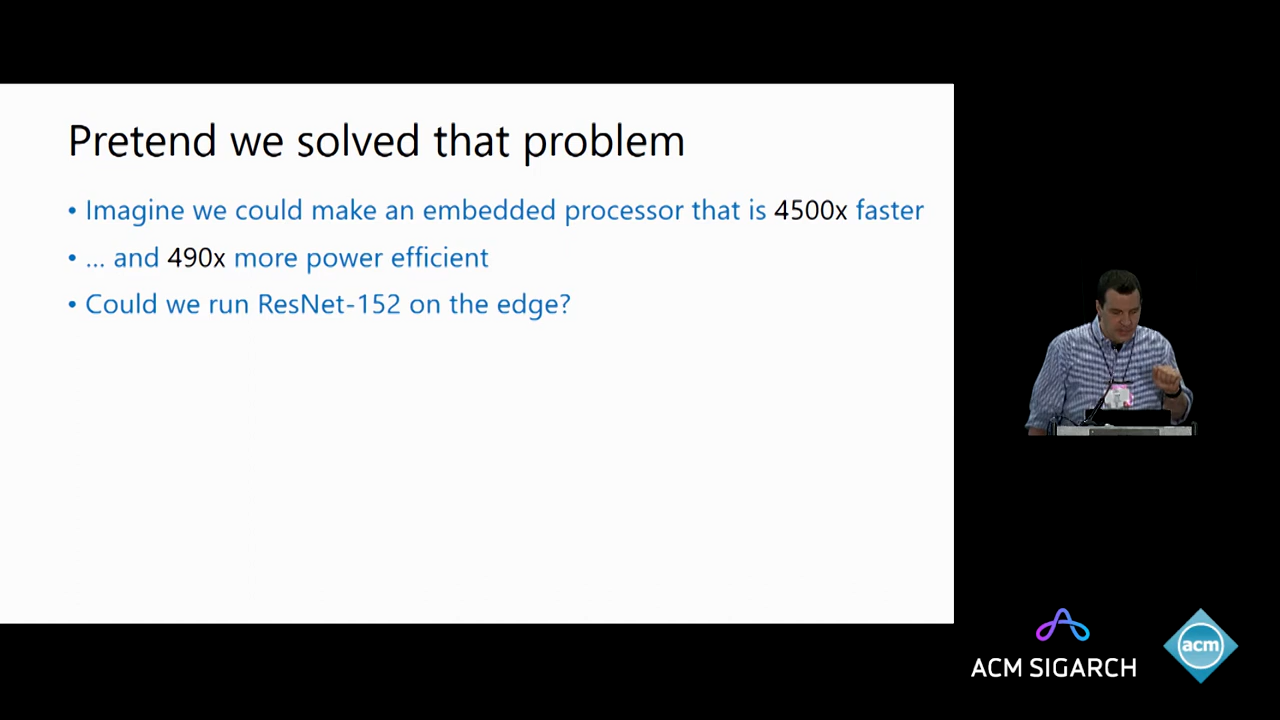 Pretend we solved that problem
• Imagine we could make an embedded processor that is 4500x faster
• ... and 490x more power efficient
• Could we run ResNet-152 on the edge?
ACM SIGARCH
acm